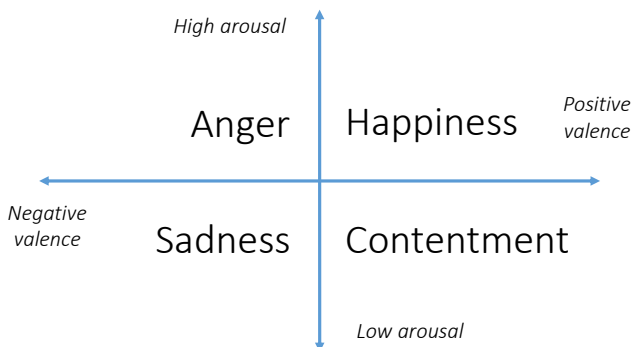 High arousal
Anger
Happiness
Positive
valence
Negative
valence
Sadness
Contentment
Low arousal